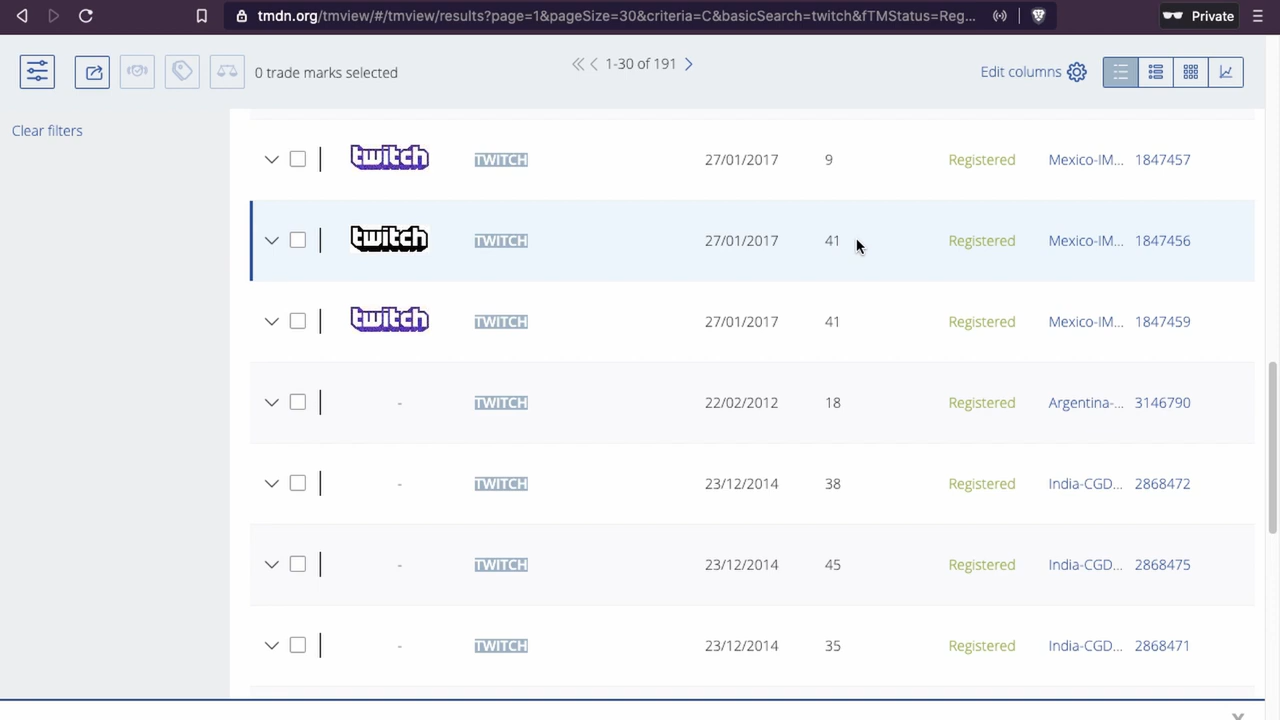 tmdn.org/tmview/#/tmview/results?page=1&pageSize=30&criteria=C&basicSearch=twitch&fTMStatus=Reg...
Private
0 trade marks selected
1-30 of 191
Edit columns
Clear filters
twitch TWITCH 27/01/2017 9 Registered Mexico-IM... 1847457
twitch TWITCH 27/01/2017 41 Registered Mexico-IM... 1847456
twitch TWITCH 27/01/2017 41 Registered Mexico-IM... 1847459
- TWITCH 22/02/2012 18 Registered Argentina-... 3146790
- TWITCH 23/12/2014 38 Registered India-CGD... 2868472
- TWITCH 23/12/2014 45 Registered India-CGD... 2868475
- TWITCH 23/12/2014 35 Registered India-CGD... 2868471